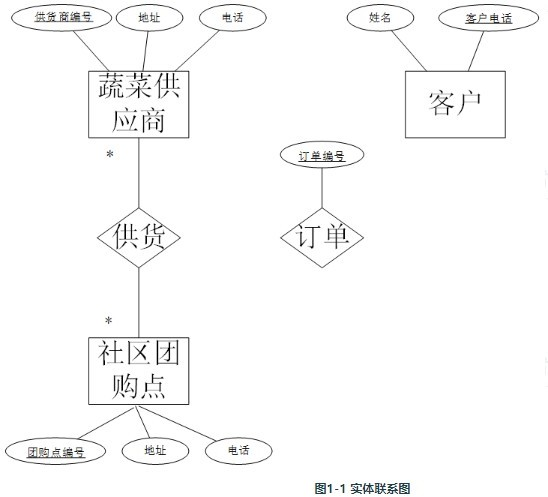 供货商编号 地址 电话 姓名 客户电话
蔬菜供
应商
客户
*
订单编号
供货
订单
*
社区团
购点
团购点编号 地址 电话
图1-1 实体联系图